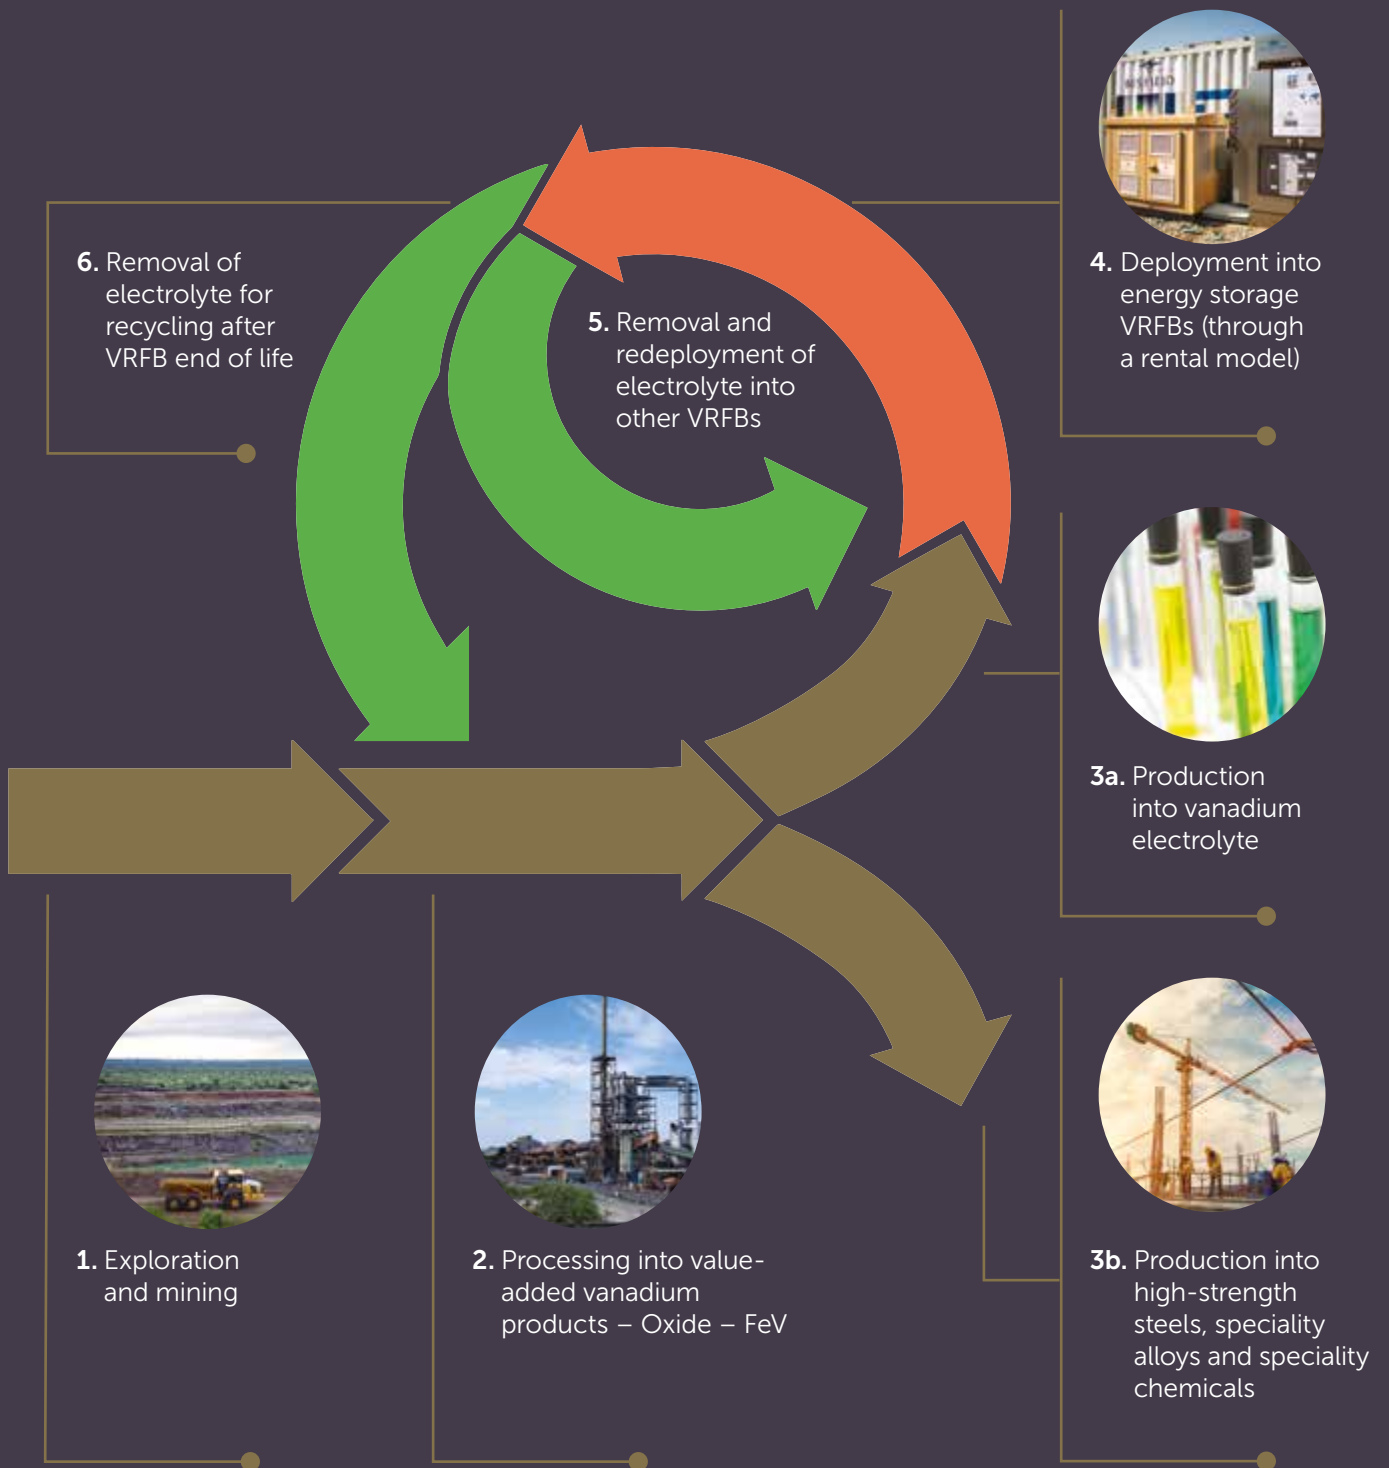 6. Removal of
electrolyte for
recycling after
VRFB end of life
5. Removal and
redeployment of
electrolyte into
other VRFBs
4. Deployment into
energy storage
VRFBs (through
a rental model)
3a. Production
into vanadium
electrolyte
1. Exploration
and mining
2. Processing into value-
added vanadium
products – Oxide – FeV
3b. Production into
high-strength
steels, speciality
alloys and speciality
chemicals